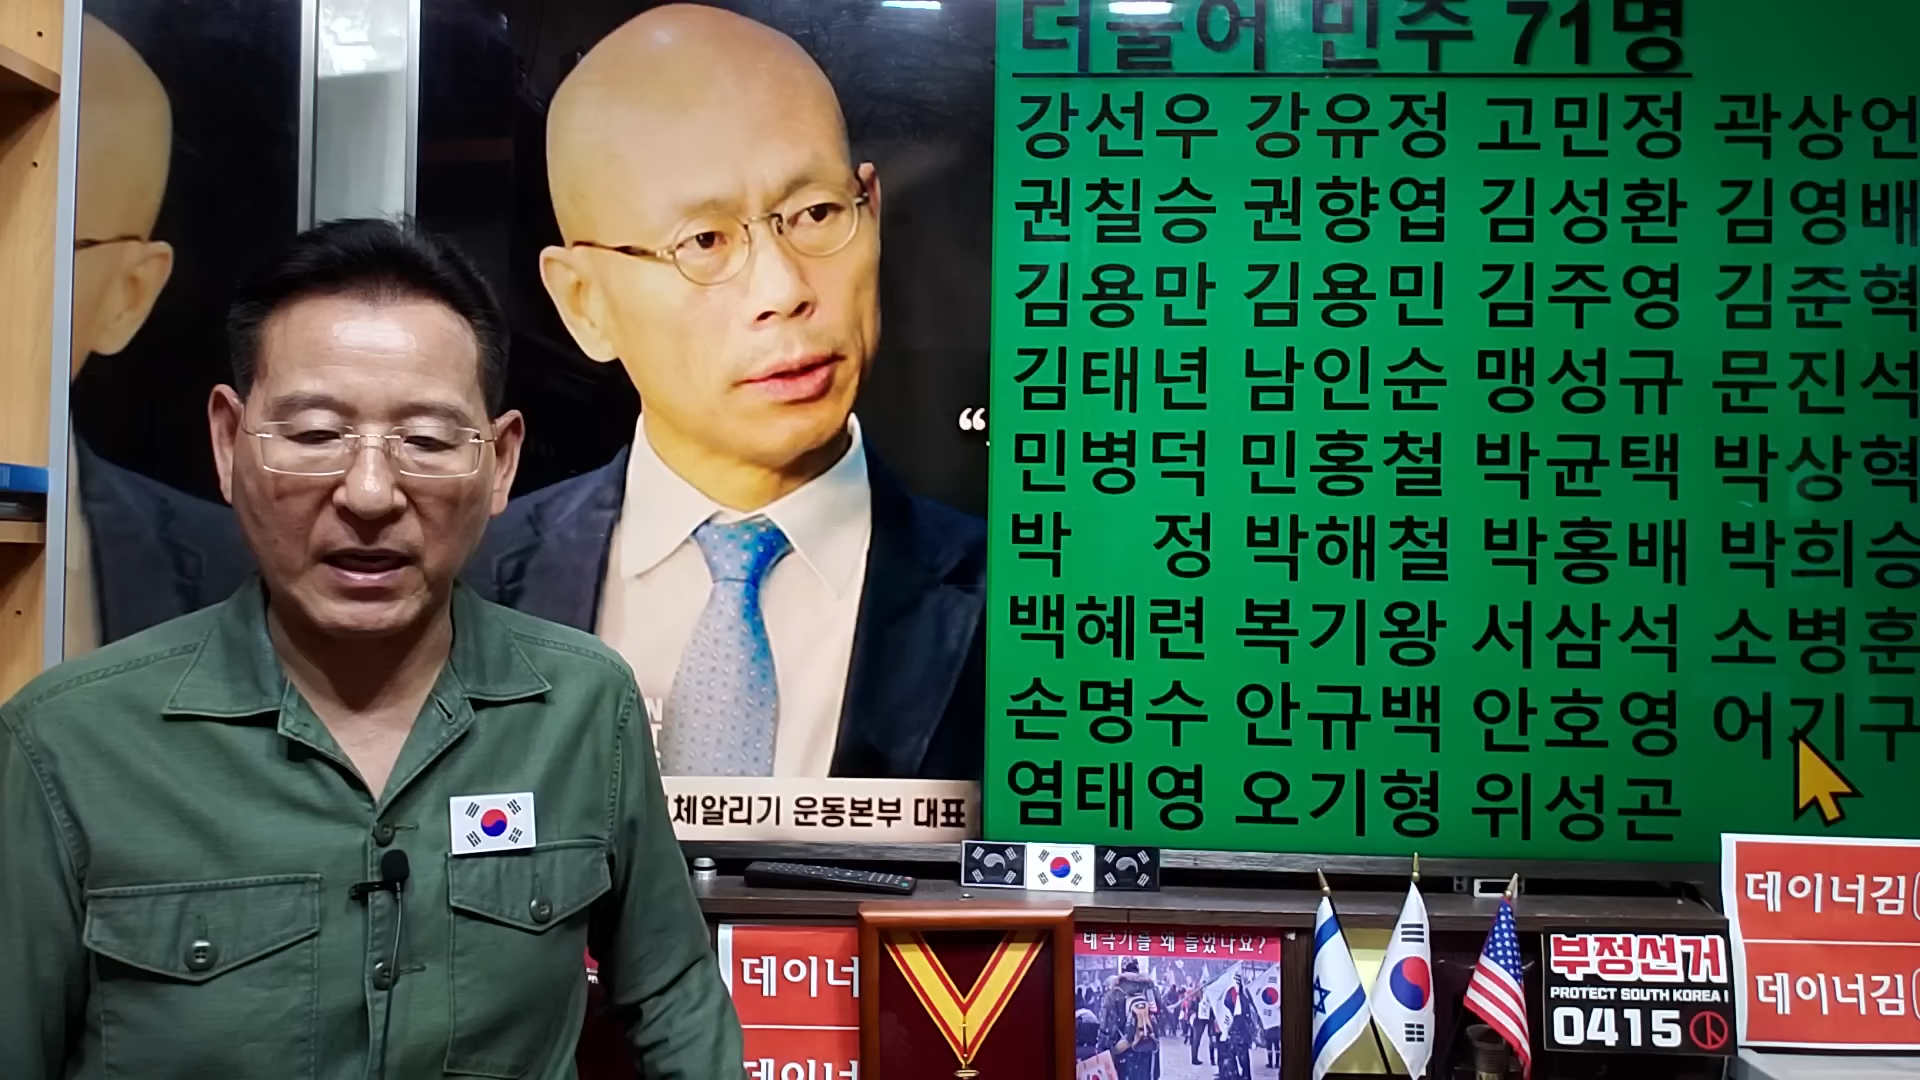 더불어 민주 71명
강선우 강유정 고민정 곽상언
권칠승 권향엽 김성환 김영배
김용만 김용민 김주영 김준혁
김태년 남인순 맹성규 문진석
민병덕 민홍철 박균택 박상혁
박 정 박해철 박홍배 박희승
백혜련 복기왕 서삼석 소병훈
손명수 안규백 안호영 어기구
염태영 오기형 위성곤
체알리기 운동본부 대표
데이너
데이너
태극기를 왜 들었나요?
부정선거
PROTECT SOUTH KOREA !
0415
데이너김
데이너김